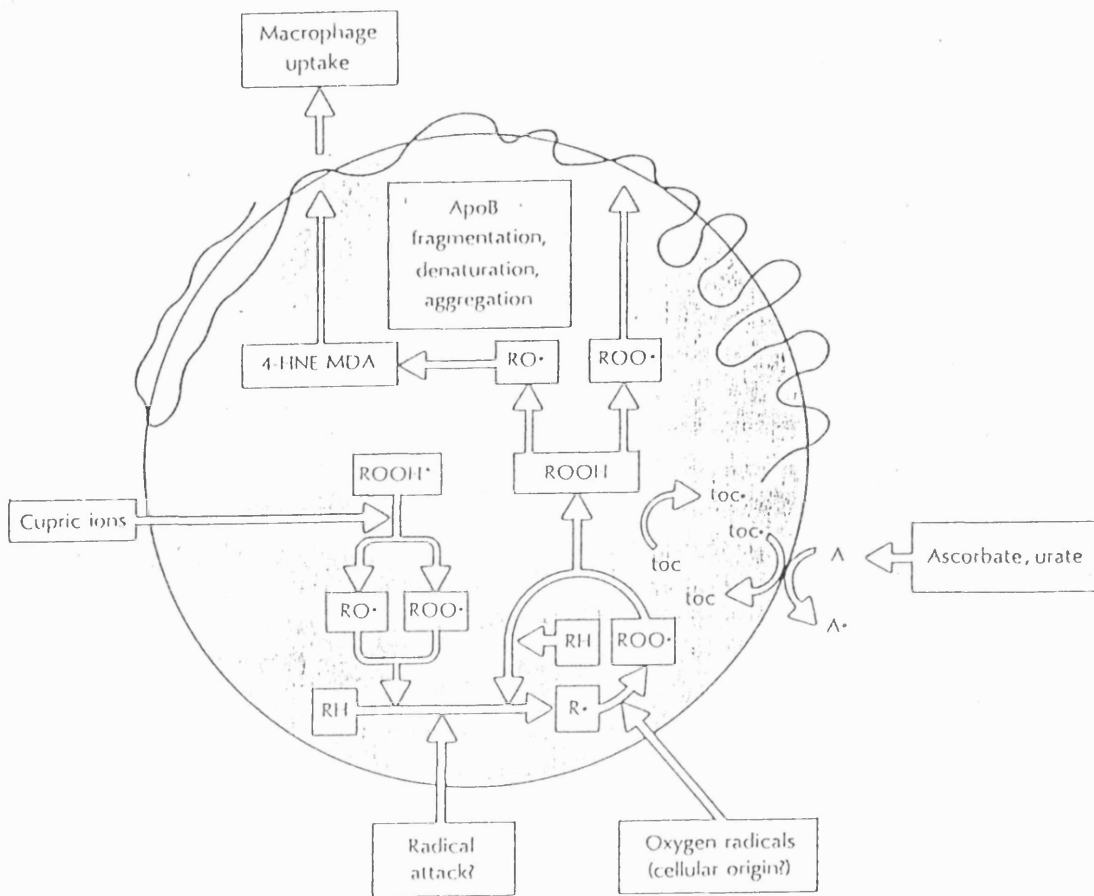 Macrophage
uptake
ApoB
fragmentation,
denaturation,
aggregation
4-HNE MDA
RO•
ROO•
ROOH*
ROOH
Cupric ions
toc•
toc•
toc
toc
A
A•
Ascorbate, urate
RO•
ROO•
RH
ROO•
RH
R•
Radical
attack?
Oxygen radicals
(cellular origin?)